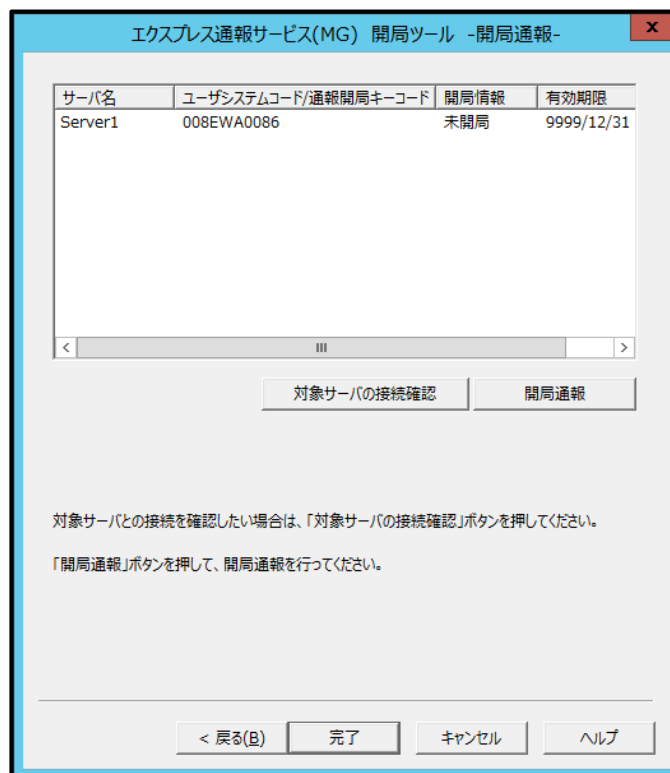 エクスプレス通報サービス(MG) 開局ツール -開局通報-
x
サーバ名 ユーザシステムコード/通報開局キーコード 開局情報 有効期限
Server1 008EWA0086 未開局 9999/12/31
対象サーバの接続確認 開局通報
対象サーバとの接続を確認したい場合は、「対象サーバの接続確認」ボタンを押してください。
「開局通報」ボタンを押して、開局通報を行ってください。
< 戻る(B) 完了 キャンセル ヘルプ